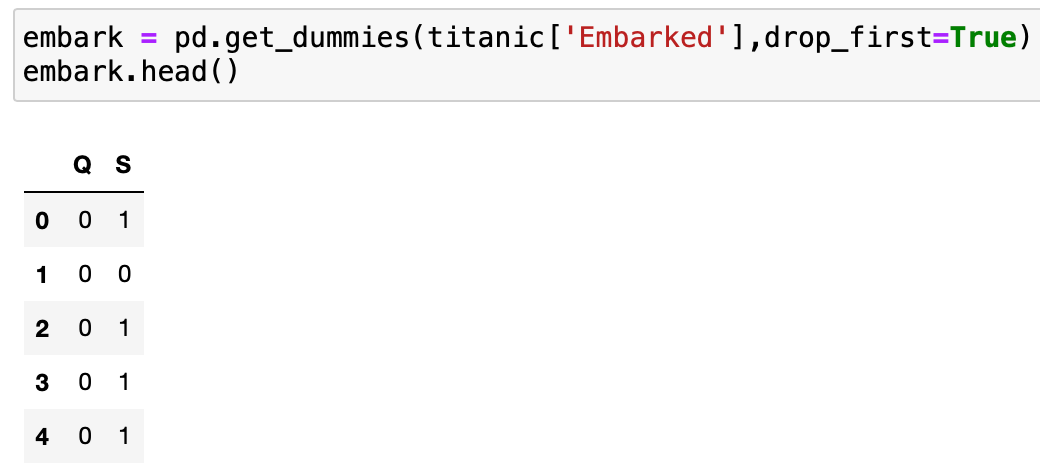 embark = pd.get_dummies(titanic['Embarked'],drop_first=True)
embark.head()
Q S
0 0 1
1 0 0
2 0 1
3 0 1
4 0 1